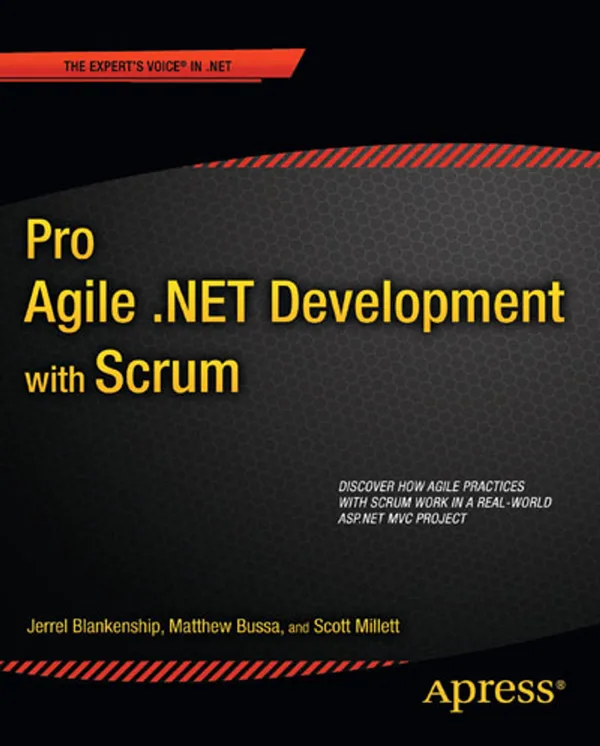 THE EXPERT'S VOICE® IN .NET
Pro
Agile .NET Development
with Scrum
DISCOVER HOW AGILE PRACTICES
WITH SCRUM WORK IN A REAL-WORLD
ASP.NET MVC PROJECT
Jerrel Blankenship, Matthew Bussa, and Scott Millett
Apress®